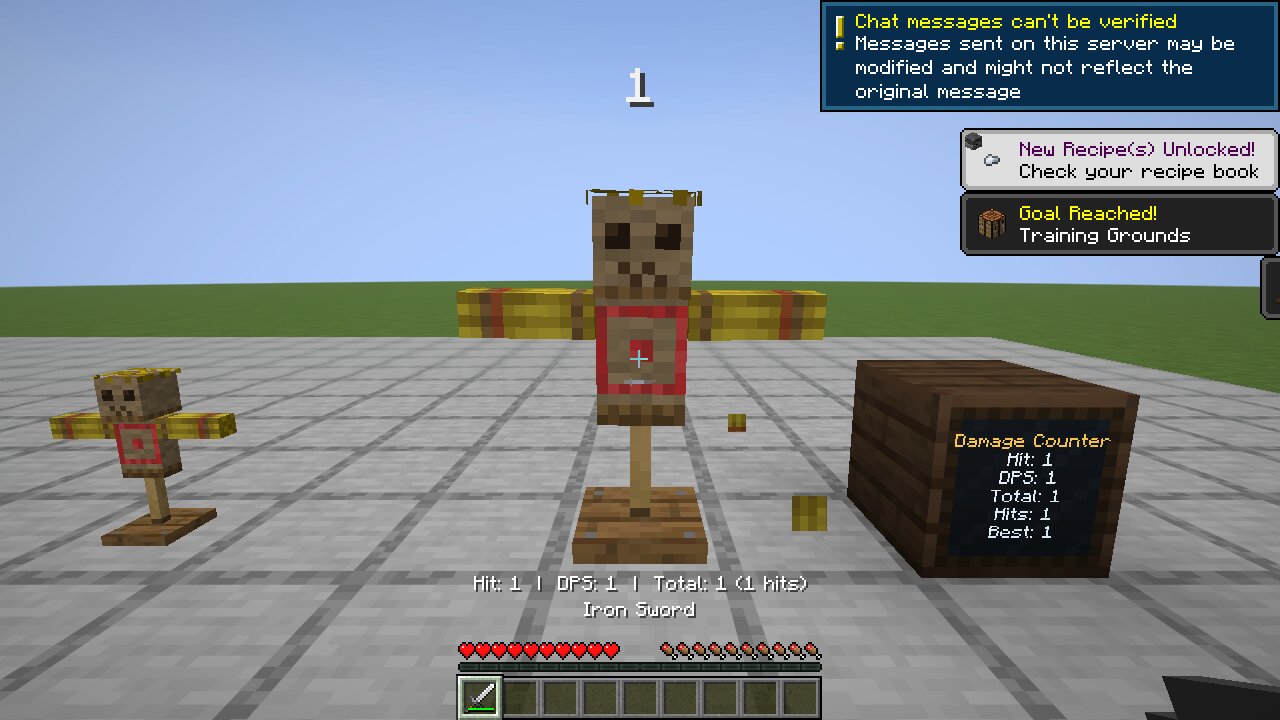 Chat messages can't be verified
Messages sent on this server may be
modified and might not reflect the
original message
1
New Recipe(s) Unlocked!
Check your recipe book
Goal Reached!
Training Grounds
Damage Counter
Hit: 1
DPS: 1
Total: 1
Hits: 1
Best: 1
Hit: 1 | DPS: 1 | Total: 1 (1 hits)
Iron Sword